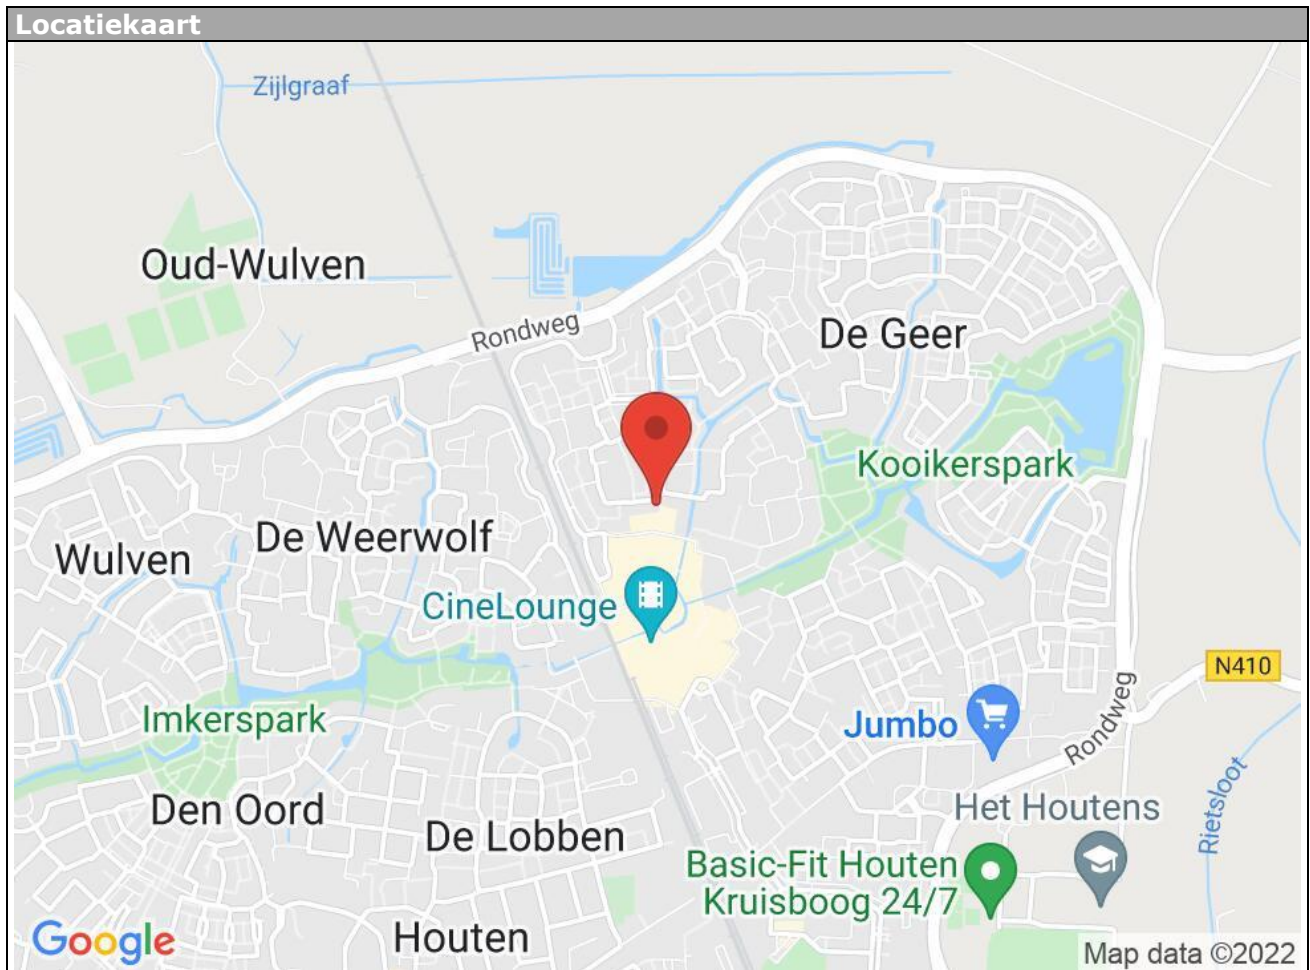 Locatiekaart
Zijlgraaf
Oud-Wulven
Rondweg
De Geer
Kooikerspark
De Weerwolf
Wulven
CineLounge
N410
Imkerspark
Jumbo
Rondweg
Den Oord
Het Houtens
Rietsloot
De Lobben
Basic-Fit Houten
Kruisboog 24/7
Houten
Google
Map data ©2022